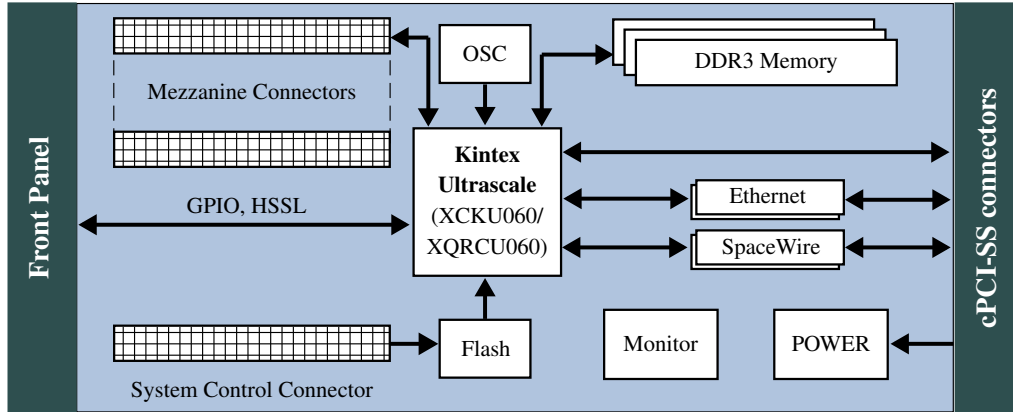 Front Panel
Mezzanine Connectors
OSC
DDR3 Memory
Kintex
Ultrascale
(XCKU060/
XQRCU060)
GPIO, HSSL
Ethernet
SpaceWire
Flash
Monitor
POWER
System Control Connector
cPCI-SS connectors